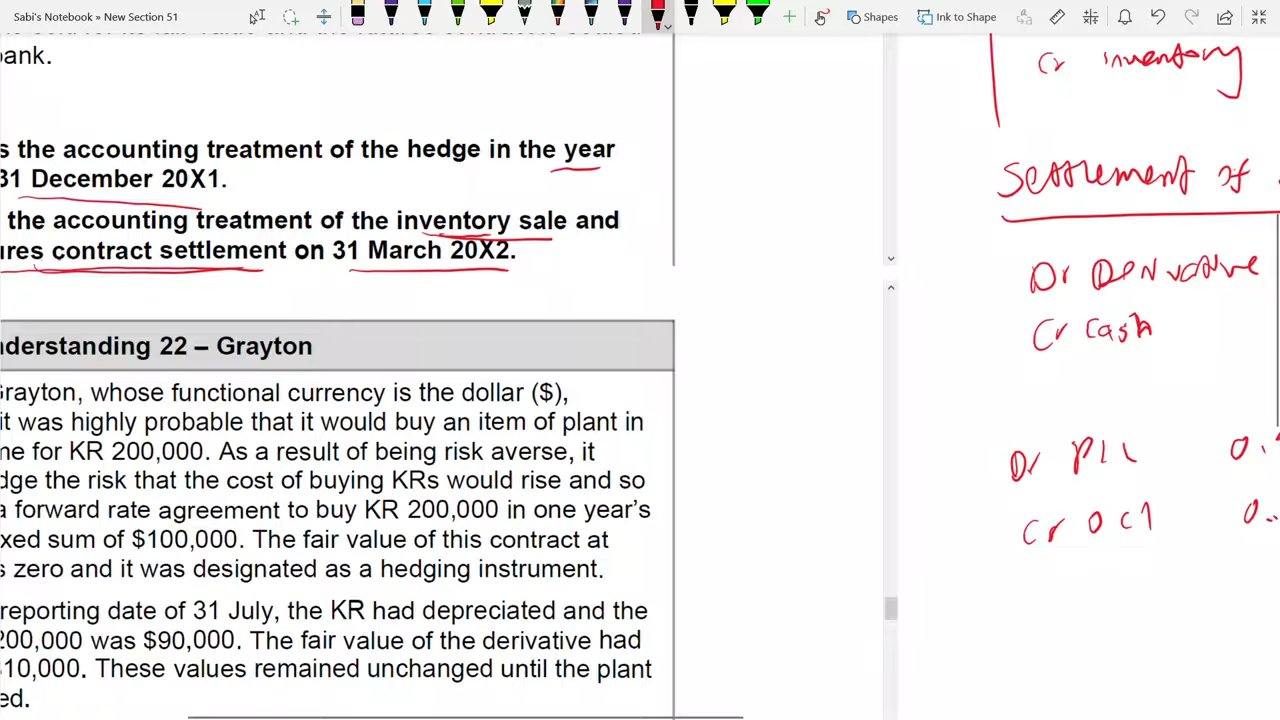 Sabi's Notebook » New Section 51
Shapes
Ink to Shape
bank.
s the accounting treatment of the hedge in the year
31 December 20X1.
the accounting treatment of the inventory sale and
ures contract settlement on 31 March 20X2.
nderstanding 22 – Grayton
Grayton, whose functional currency is the dollar ($),
it was highly probable that it would buy an item of plant in
me for KR 200,000. As a result of being risk averse, it
dge the risk that the cost of buying KRs would rise and so
a forward rate agreement to buy KR 200,000 in one year's
xed sum of $100,000. The fair value of this contract at
s zero and it was designated as a hedging instrument.
reporting date of 31 July, the KR had depreciated and the
200,000 was $90,000. The fair value of the derivative had
$10,000. These values remained unchanged until the plant
ed.
Cr inventory
Settlement of
Dr Derivative
Cr Cash
Dr P/L 0.
Cr OCI 0..